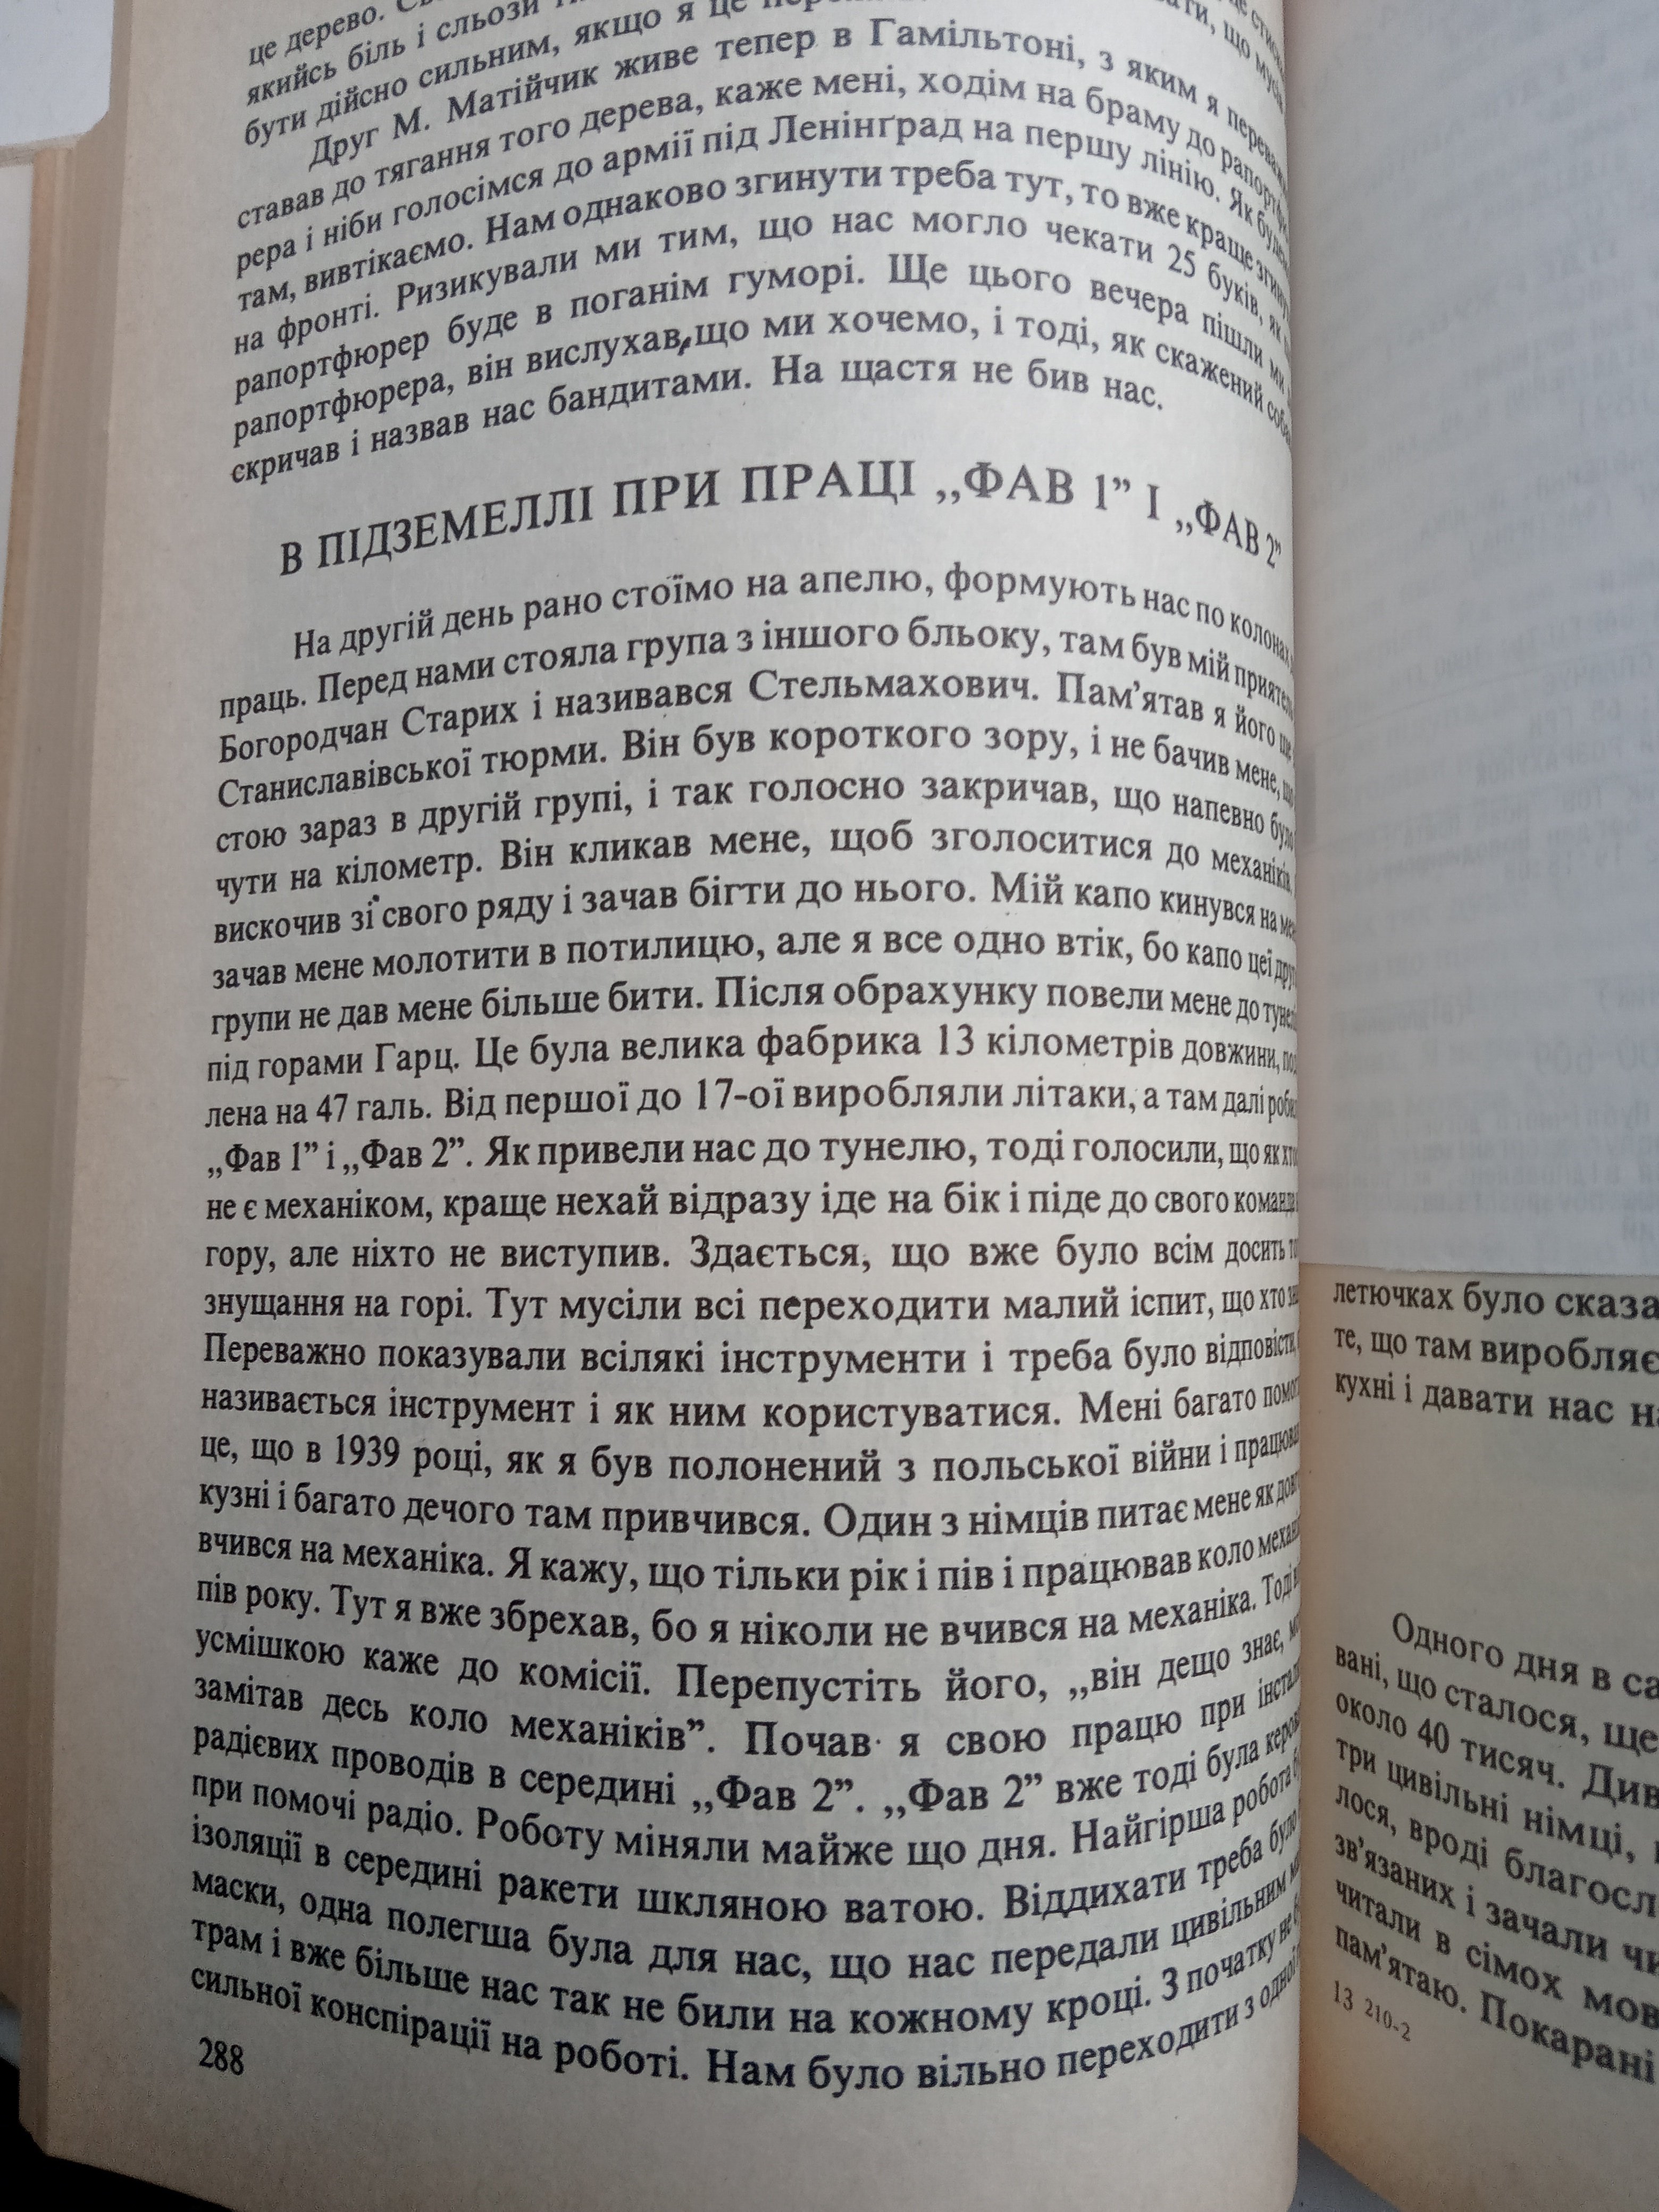 це дерево.
якийсь біль і сльози
бути дійсно сильним, якщо я це
Друг М. Матійчик живе тепер в Гамільтоні, з яким я
ставав до тягання того дерева, каже мені, ходім на браму до
рера і ніби голосімся до армії під Ленінґрад на першу лінію. Як
там, вивтікаємо. Нам однаково згинути треба тут, то вже краще
на фронті. Ризикували ми тим, що нас могло чекати 25 буків, як
рапортфюрер буде в поганім гуморі. Ще цього вечера пішли ми
рапортфюрера, він вислухав, що ми хочемо, і тоді, як скажений
скричав і назвав нас бандитами. На щастя не бив нас.
В ПІДЗЕМЕЛЛІ ПРИ ПРАЦІ „ФАВ 1” І „ФАВ 2”
На другій день рано стоїмо на апелю, формують нас по колонах
праць. Перед нами стояла група з іншого бльоку, там був мій приятель
Богородчан Старих і називався Стельмахович. Пам’ятав я його ще
Станиславівської тюрми. Він був короткого зору, і не бачив мене, що
стою зараз в другій групі, і так голосно закричав, що напевно було
чути на кілометр. Він кликав мене, щоб зголоситися до механіків,
вискочив зі свого ряду і зачав бігти до нього. Мій капо кинувся на
зачав мене молотити в потилицю, але я все одно втік, бо капо цеї
групи не дав мене більше бити. Після обрахунку повели мене до
під горами Гарц. Це була велика фабрика 13 кілометрів довжини,
лена на 47 галь. Від першої до 17-ої виробляли літаки, а там далі
„Фав 1” і „Фав 2”. Як привели нас до тунелю, тоді голосили, що як
не є механіком, краще нехай відразу іде на бік і піде до свого
гору, але ніхто не виступив. Здається, що вже було всім досить
знущання на горі. Тут мусіли всі переходити малий іспит, що хто
Переважно показували всілякі інструменти і треба було відповісти,
називається інструмент і як ним користуватися. Мені багато
це, що в 1939 році, як я був полонений з польської війни і
кузні і багато дечого там привчився. Один з німців питає мене як
вчився на механіка. Я кажу, що тільки рік і пів і працював коло
пів року. Тут я вже збрехав, бо я ніколи не вчився на механіка. Тоді
усмішкою каже до комісії. Перепустіть його, „він дещо знає,
замітав десь коло механіків”. Почав я свою працю при
радієвих проводів в середині „Фав 2”. „Фав 2” вже тоді була
при помочі радіо. Роботу міняли майже що дня. Найгірша робота
ізоляції в середині ракети шкляною ватою. Віддихати треба було
маски, одна полегша була для нас, що нас передали цивільним
трам і вже більше нас так не били на кожному кроці. З початку не
сильної конспірації на роботі. Нам було вільно переходити з
288
летючках було
те, що там виробляє
кухні і давати нас
Одного дня в
вані, що сталося, ще
около 40 тисяч.
три цивільні німці,
лося, вроді
зв’язаних і зачали
читали в сімох
пам’ятаю. Покарані
13 210-2